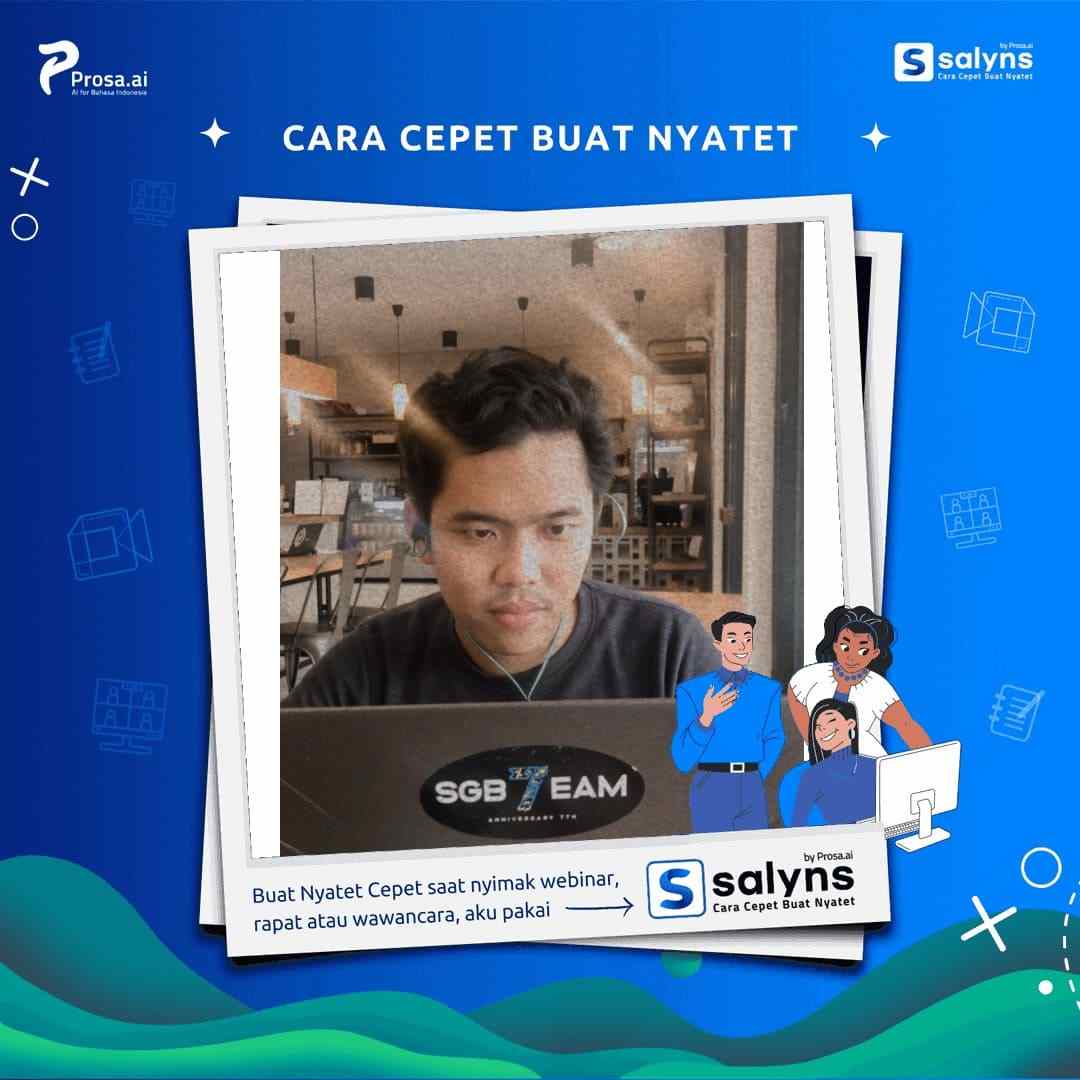 Prosa.ai
AI for Bahasa Indonesia
by Prosa.ai
S salyns
Cara Cepet Buat Nyatet
CARA CEPET BUAT NYATET
SGB 7EAM
ANNIVERSARY 7TH
Buat Nyatet Cepet saat nyimak webinar,
rapat atau wawancara, aku pakai
by Prosa.ai
S salyns
Cara Cepet Buat Nyatet